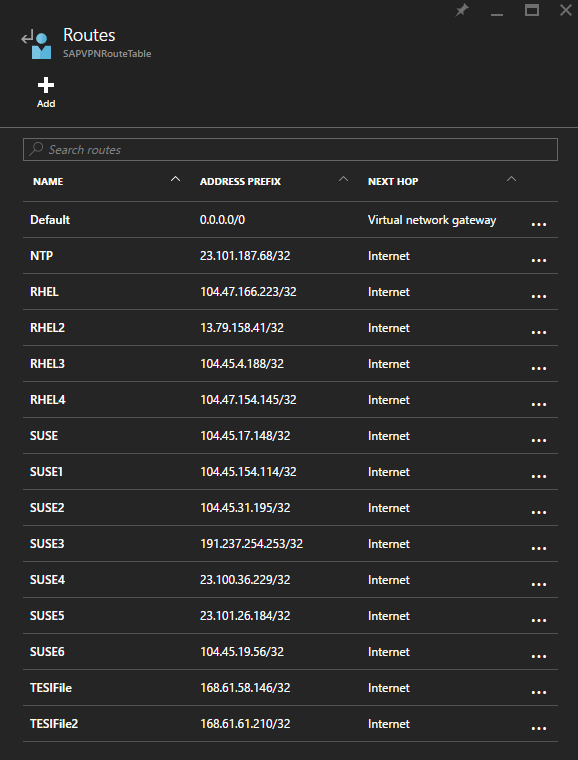 Routes
SAPVPNRouteTable
Add
Search routes
NAME ADDRESS PREFIX NEXT HOP
Default 0.0.0.0/0 Virtual network gateway ...
NTP 23.101.187.68/32 Internet ...
RHEL 104.47.166.223/32 Internet ...
RHEL2 13.79.158.41/32 Internet ...
RHEL3 104.45.4.188/32 Internet ...
RHEL4 104.47.154.145/32 Internet ...
SUSE 104.45.17.148/32 Internet ...
SUSE1 104.45.154.114/32 Internet ...
SUSE2 104.45.31.195/32 Internet ...
SUSE3 191.237.254.253/32 Internet ...
SUSE4 23.100.36.229/32 Internet ...
SUSE5 23.101.26.184/32 Internet ...
SUSE6 104.45.19.56/32 Internet ...
TESIFile 168.61.58.146/32 Internet ...
TESIFile2 168.61.61.210/32 Internet ...